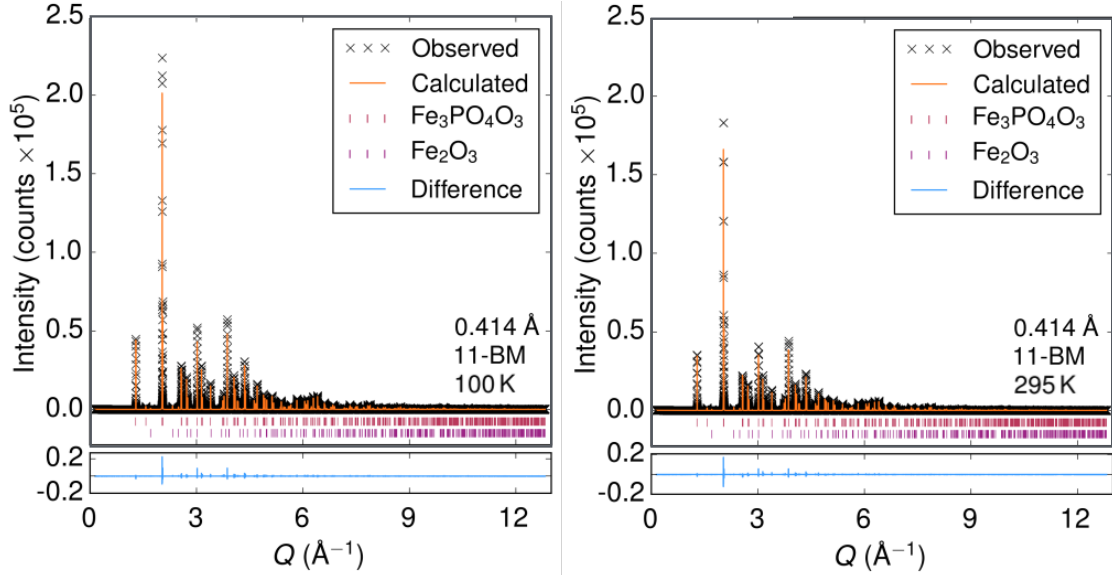 2.5
2.0
1.5
1.0
0.5
0.0
Intensity (counts ×10⁵)
× × × Observed
Calculated
Fe₃PO₄O₃
Fe₂O₃
Difference
0.414 Å
11-BM
100 K
0.2
-0.2
0 3 6 9 12
Q (Å⁻¹)
2.5
2.0
1.5
1.0
0.5
0.0
Intensity (counts ×10⁵)
× × × Observed
Calculated
Fe₃PO₄O₃
Fe₂O₃
Difference
0.414 Å
11-BM
295 K
0.2
-0.2
0 3 6 9 12
Q (Å⁻¹)